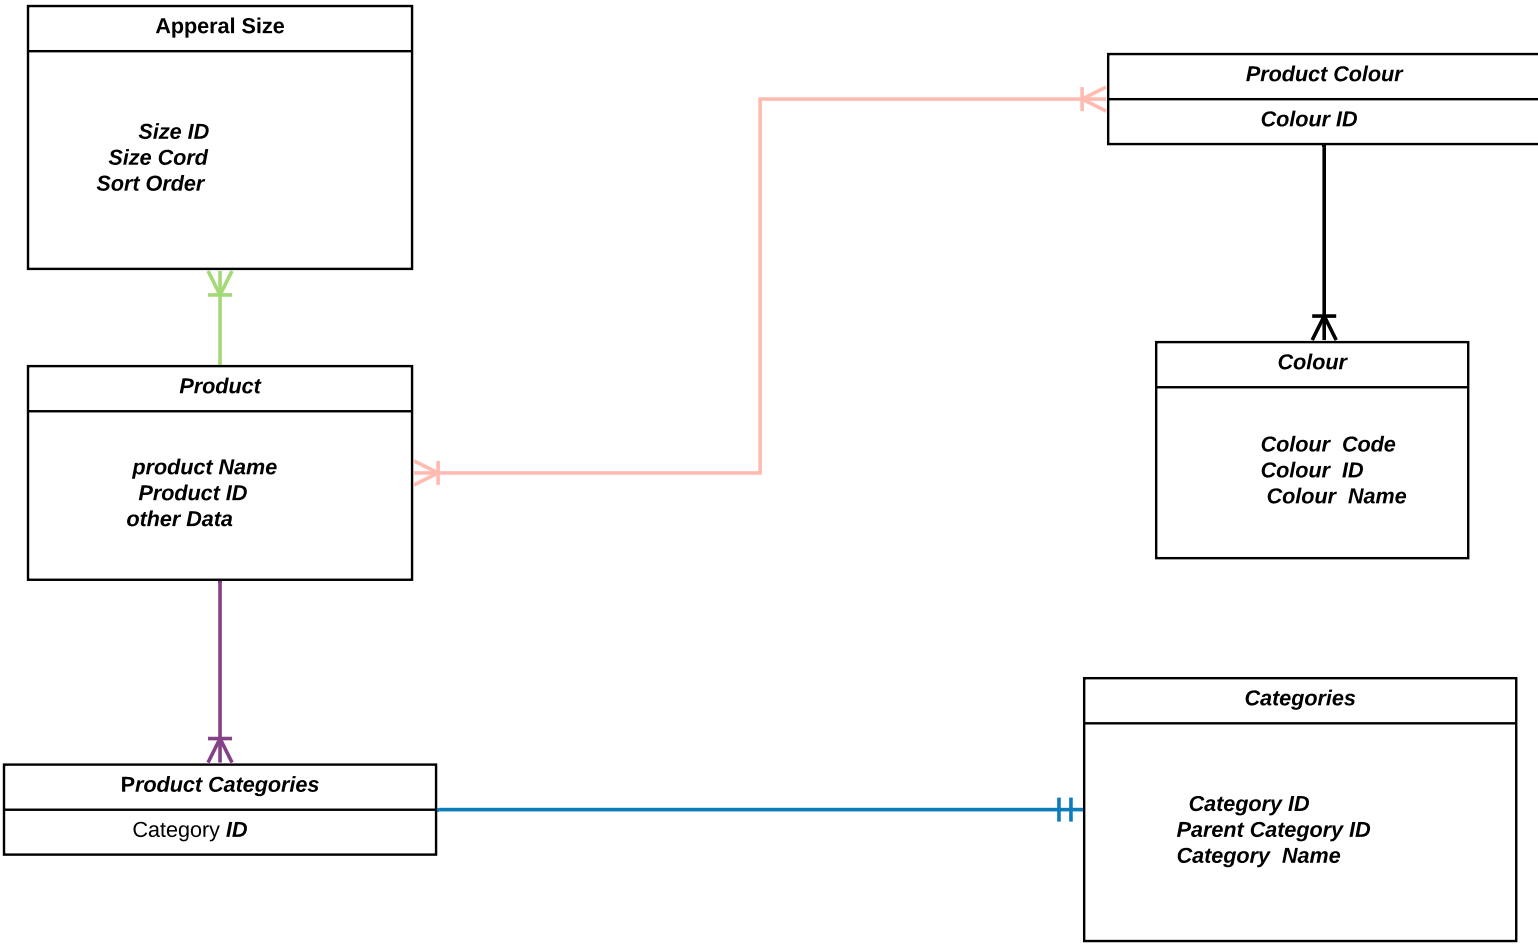 Apperal Size
Size ID
Size Cord
Sort Order
Product
product Name
Product ID
other Data
Product Categories
Category ID
Product Colour
Colour ID
Colour Code
Colour ID
Colour Name
Colour
Categories
Category ID
Parent Category ID
Category Name